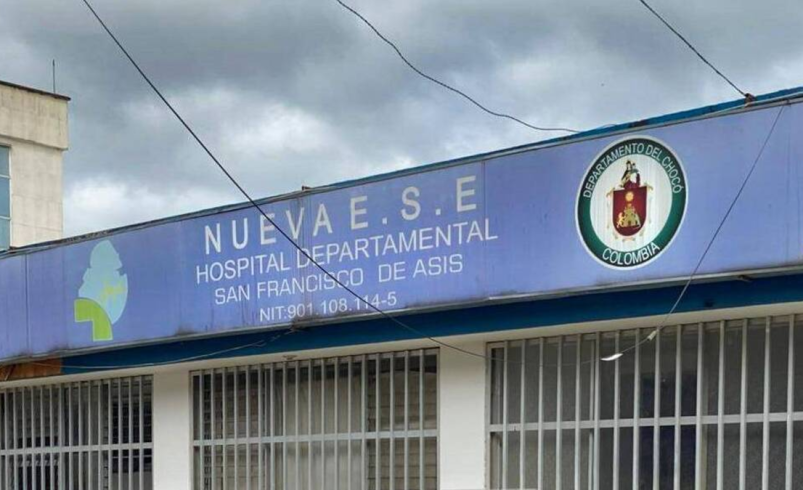 NUEVA E.S.E
HOSPITAL DEPARTAMENTAL
SAN FRANCISCO DE ASIS
NIT:901.108.114-5
DEPARTAMENTO DEL CHOCÓ
COLOMBIA